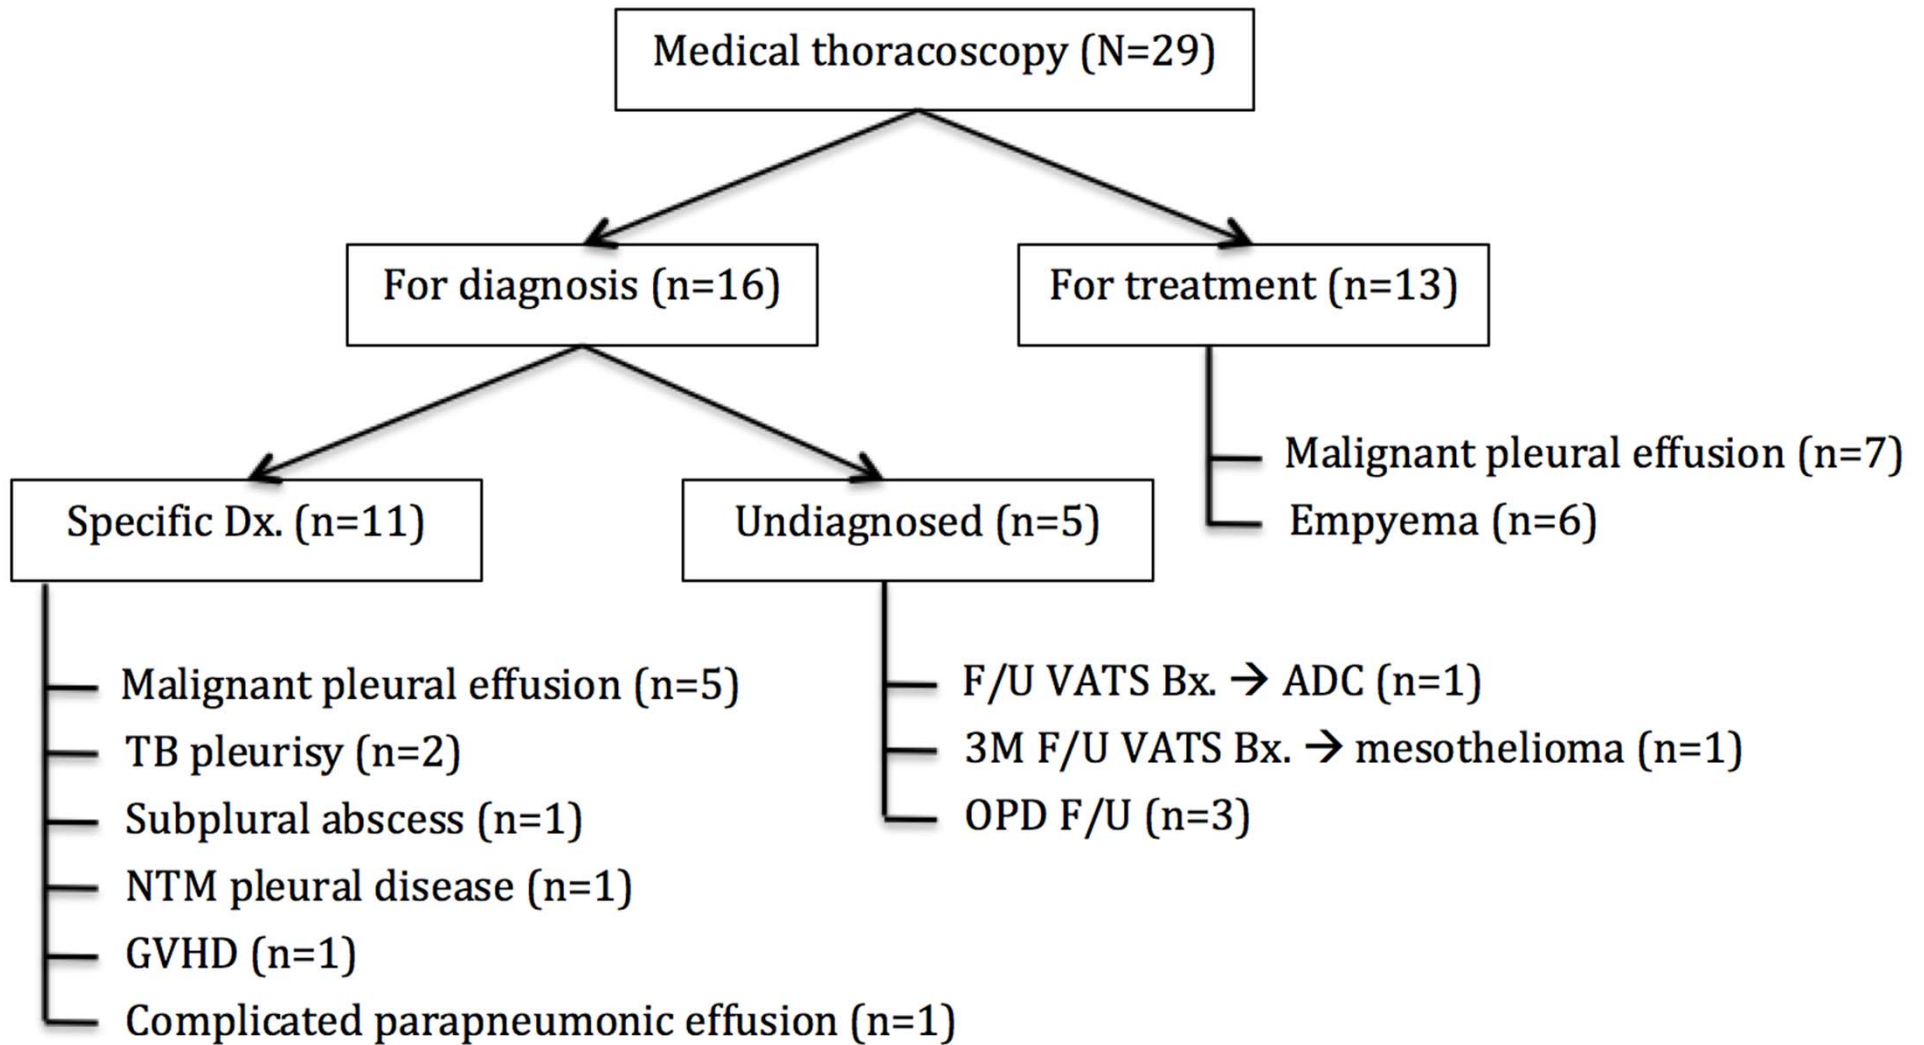 Medical thoracoscopy (N=29)
For diagnosis (n=16)
For treatment (n=13)
Specific Dx. (n=11)
Undiagnosed (n=5)
Malignant pleural effusion (n=7)
Empyema (n=6)
Malignant pleural effusion (n=5)
TB pleurisy (n=2)
Subplural abscess (n=1)
NTM pleural disease (n=1)
GVHD (n=1)
Complicated parapneumonic effusion (n=1)
F/U VATS Bx. → ADC (n=1)
3M F/U VATS Bx. → mesothelioma (n=1)
OPD F/U (n=3)